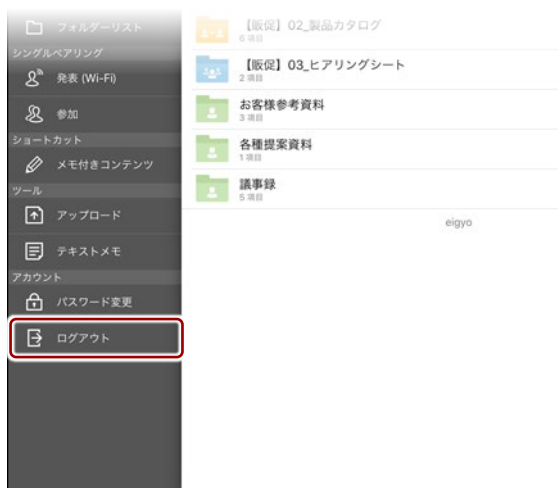 フォルダーリスト
シングルペアリング
発表 (Wi-Fi)
参加
ショートカット
メモ付きコンテンツ
ツール
アップロード
テキストメモ
アカウント
パスワード変更
ログアウト
【販促】02_製品カタログ
6 項目
【販促】03_ヒアリングシート
2 項目
お客様参考資料
3 項目
各種提案資料
1 項目
議事録
5 項目
eigyo